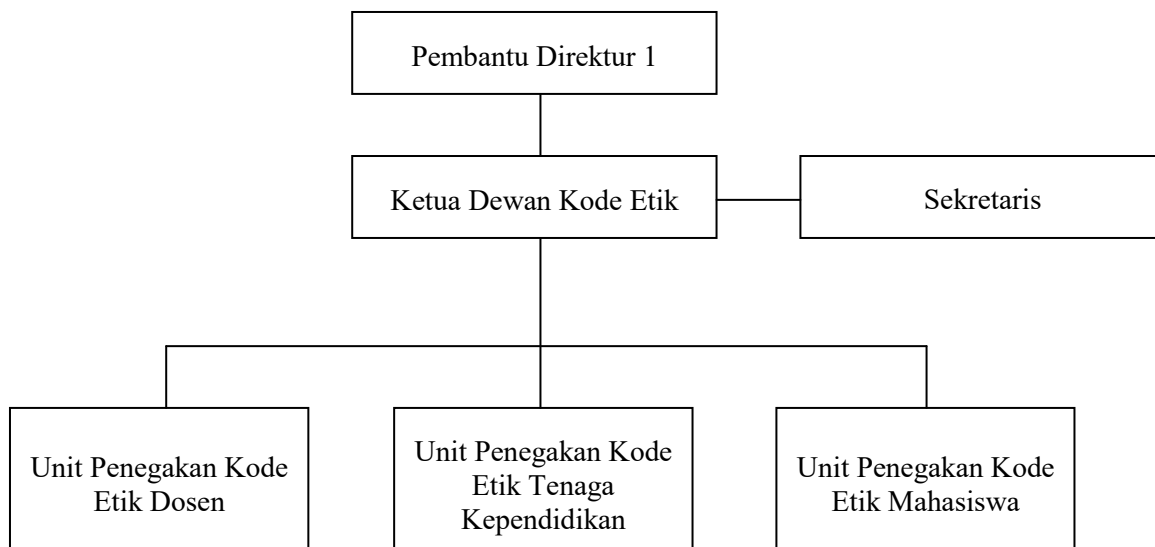 Pembantu Direktur 1
Ketua Dewan Kode Etik
Sekretaris
Unit Penegakan Kode
Etik Dosen
Unit Penegakan Kode
Etik Tenaga
Kependidikan
Unit Penegakan Kode
Etik Mahasiswa